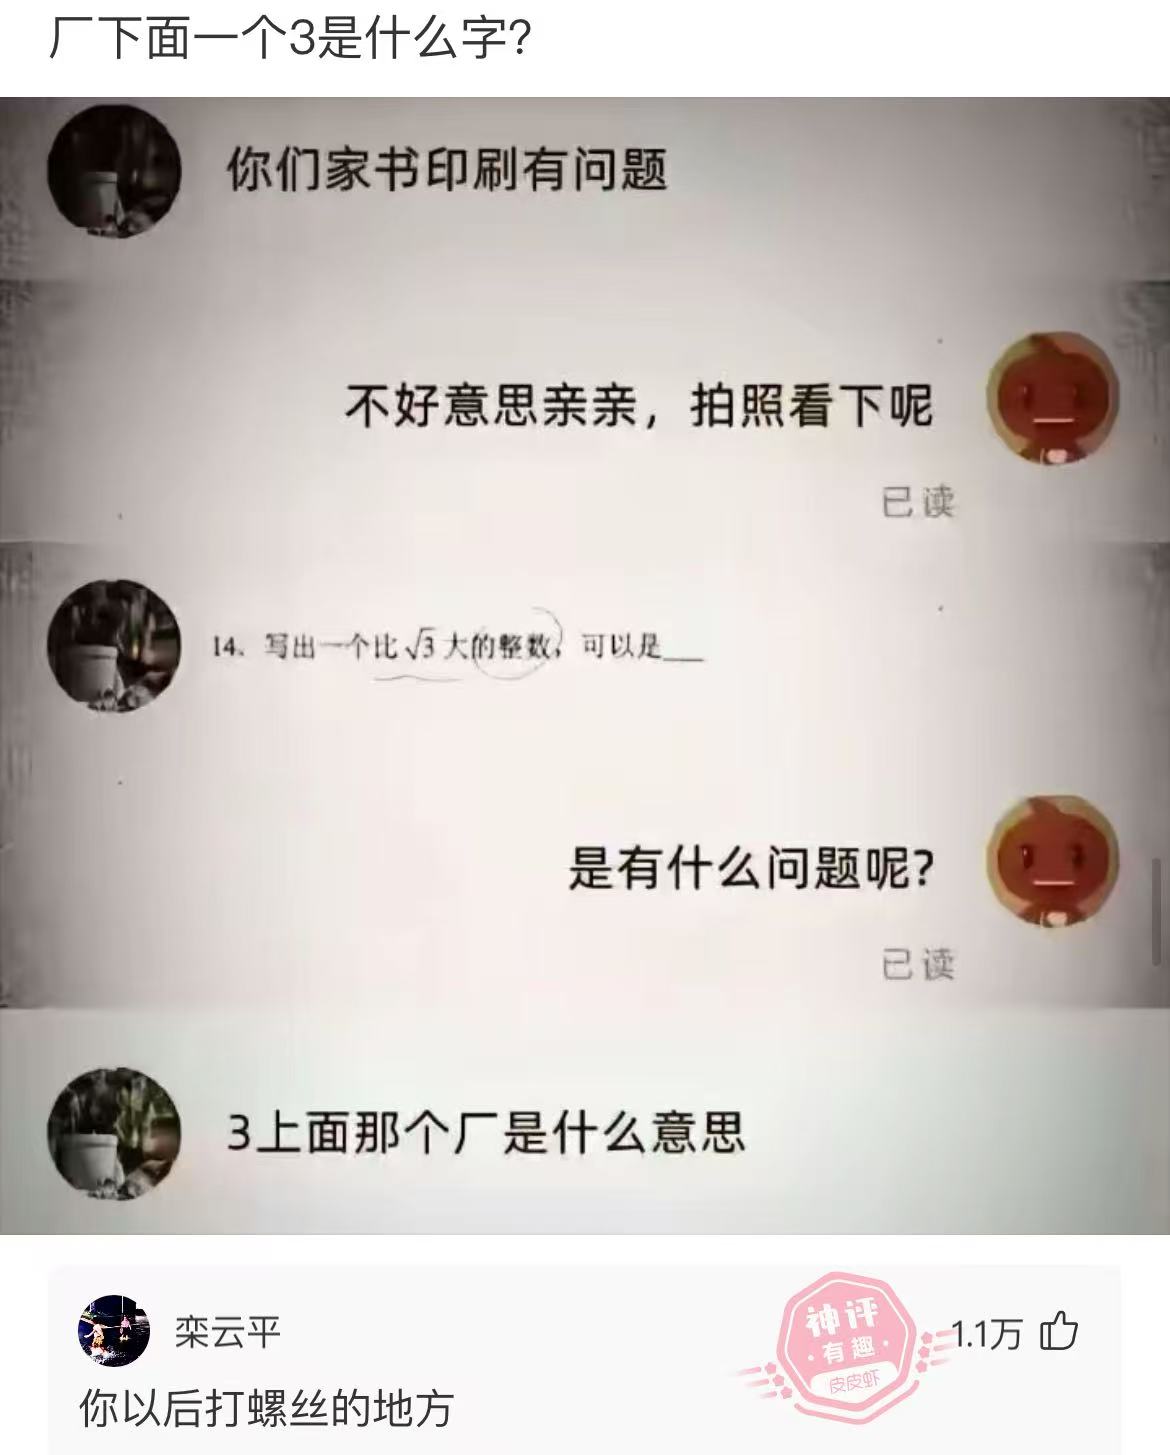 厂下面一个3是什么字?
你们家书印刷有问题
不好意思亲亲，拍照看下呢
已读
14、写出一个比√3大的整数，可以是___
是有什么问题呢?
已读
3上面那个厂是什么意思
栾云平
神评
·有趣·
皮皮虾
1.1万
你以后打螺丝的地方